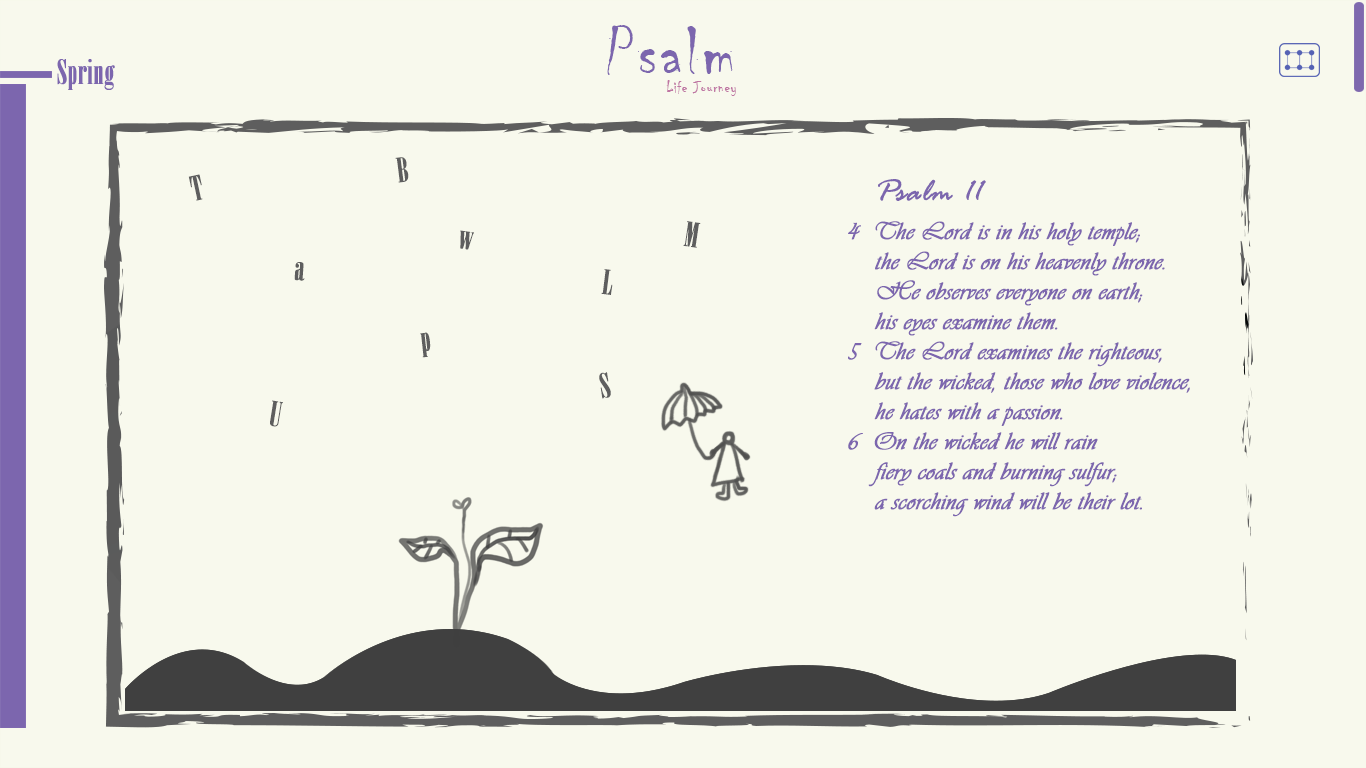 Psalm
Life Journey
Spring
T
B
w
M
a
L
p
S
U
Psalm 11
4 The Lord is in his holy temple;
the Lord is on his heavenly throne.
He observes everyone on earth;
his eyes examine them.
5 The Lord examines the righteous,
but the wicked, those who love violence,
he hates with a passion.
6 On the wicked he will rain
fiery coals and burning sulfur;
a scorching wind will be their lot.